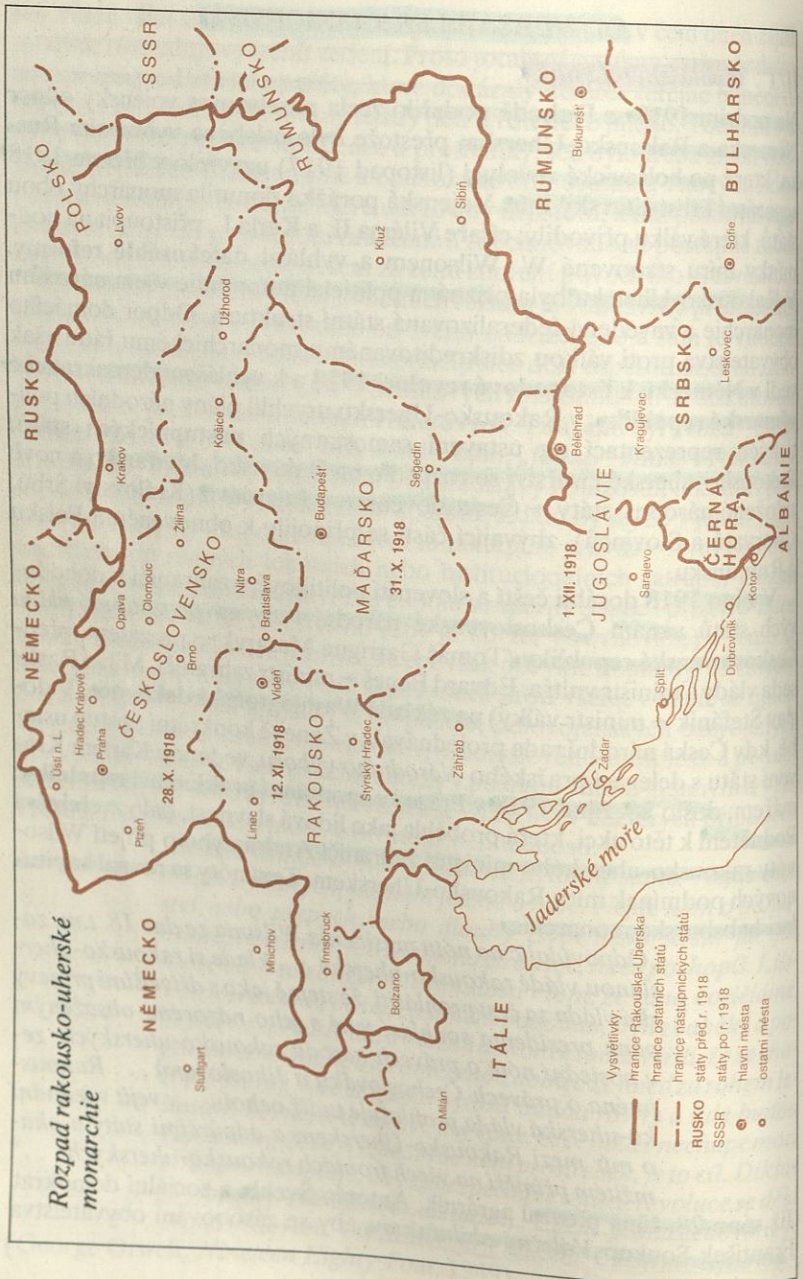 Rozpad rakousko-uherské
monarchie
NĚMECKO
RUSKO
POLSKO
SSSR
RUMUNSKO
Ústí n. L.
Hradec Králové
Praha
Plzeň
28. X. 1918
ČESKOSLOVENSKO
Opava
Olomouc
Brno
Krakov
Žilina
Lvov
Košice
Užhorod
Nitra
Bratislava
NĚMECKO
Stuttgart
Mnichov
Innsbruck
Bolzano
Milán
ITÁLIE
Linec
12. XI. 1918
Vídeň
RAKOUSKO
Štýrský Hradec
Záhřeb
Budapešť
MAĎARSKO
31. X. 1918
Segedín
Kluž
Sibiň
RUMUNSKO
Bukurešť
Jaderské moře
Zadar
Split
Dubrovník
Kotor
1. XII. 1918
JUGOSLÁVIE
Sarajevo
Bělehrad
Kragujevac
SRBSKO
Leskovec
ČERNÁ
HORA
ALBÁNIE
Sofie
BULHARSKO
Vysvětlivky:
hranice Rakouska-Uherska
hranice ostatních států
hranice nástupnických států
RUSKO státy před r. 1918
SSSR státy po r. 1918
hlavní města
ostatní města